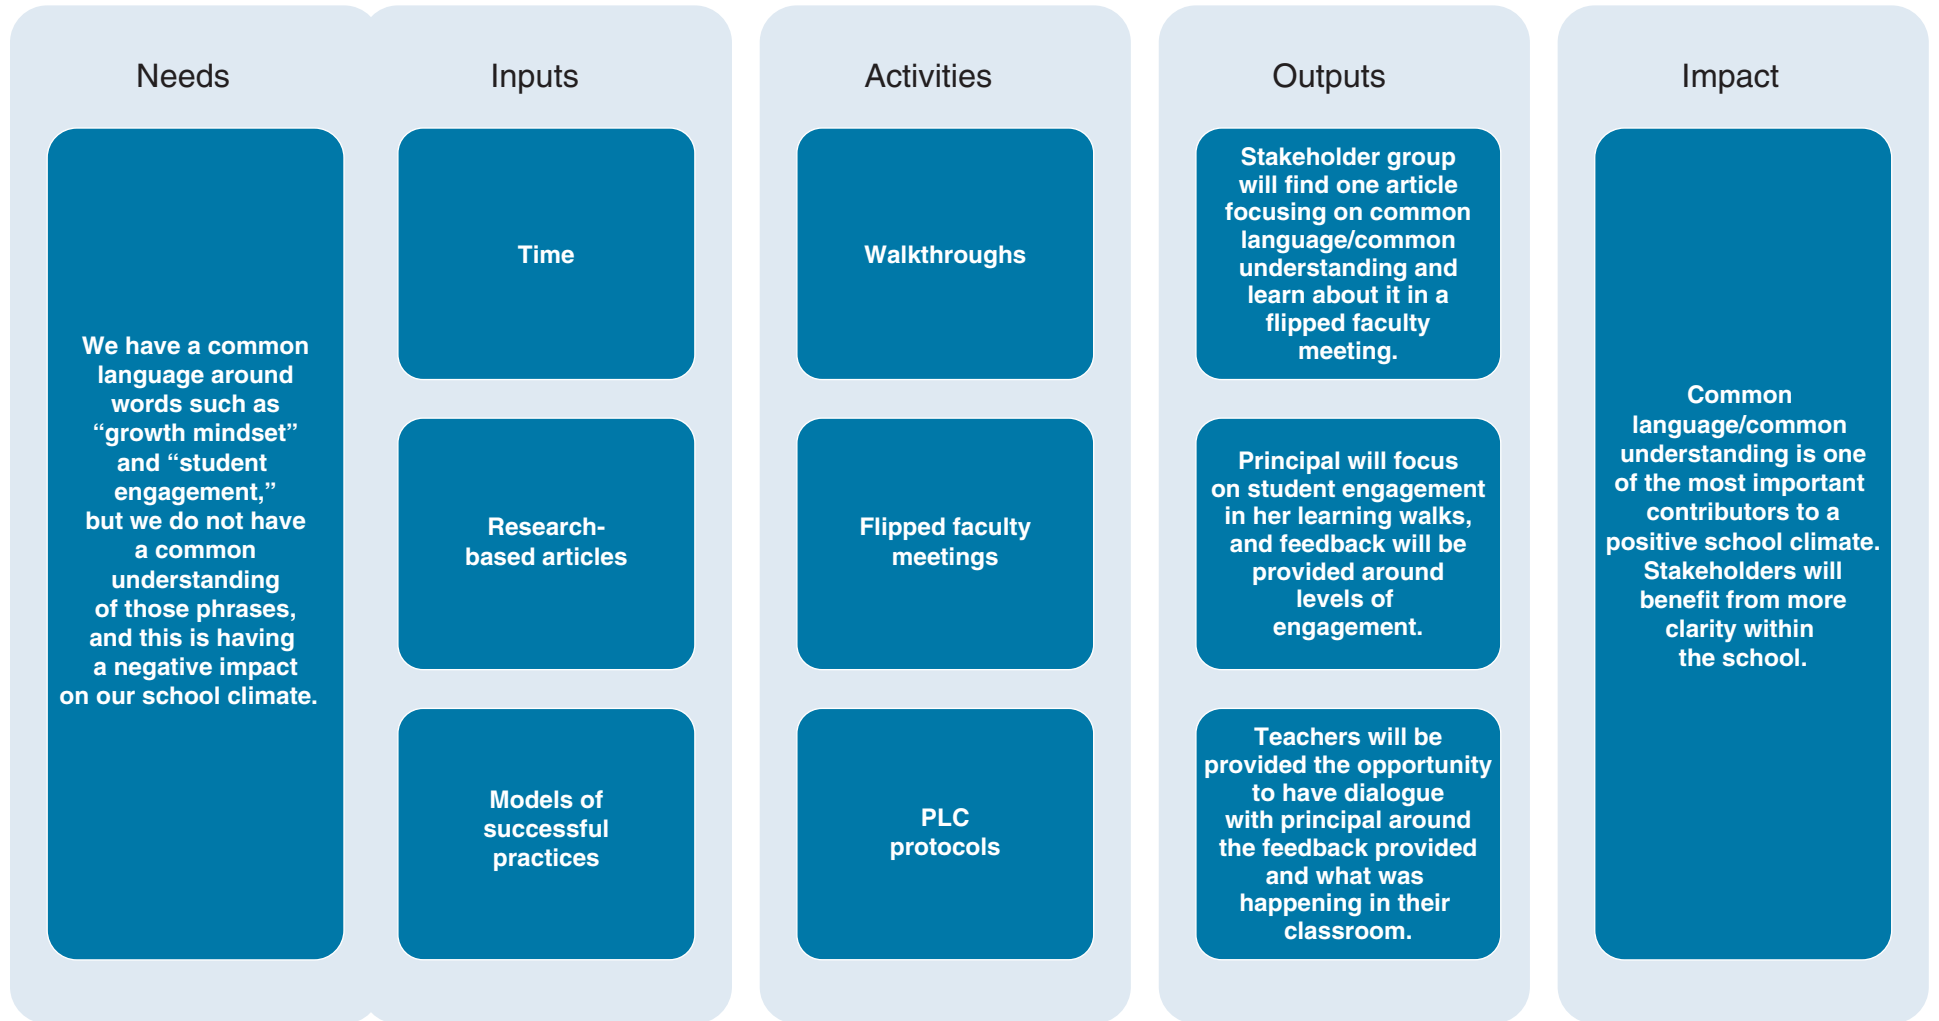 Needs
We have a common
language around
words such as
“growth mindset”
and “student
engagement,”
but we do not have
a common
understanding
of those phrases,
and this is having
a negative impact
on our school climate.
Inputs
Time
Research-
based articles
Models of
successful
practices
Activities
Walkthroughs
Flipped faculty
meetings
PLC
protocols
Outputs
Stakeholder group
will find one article
focusing on common
language/common
understanding and
learn about it in a
flipped faculty
meeting.
Principal will focus
on student engagement
in her learning walks,
and feedback will be
provided around
levels of
engagement.
Teachers will be
provided the opportunity
to have dialogue
with principal around
the feedback provided
and what was
happening in their
classroom.
Impact
Common
language/common
understanding is one
of the most important
contributors to a
positive school climate.
Stakeholders will
benefit from more
clarity within
the school.